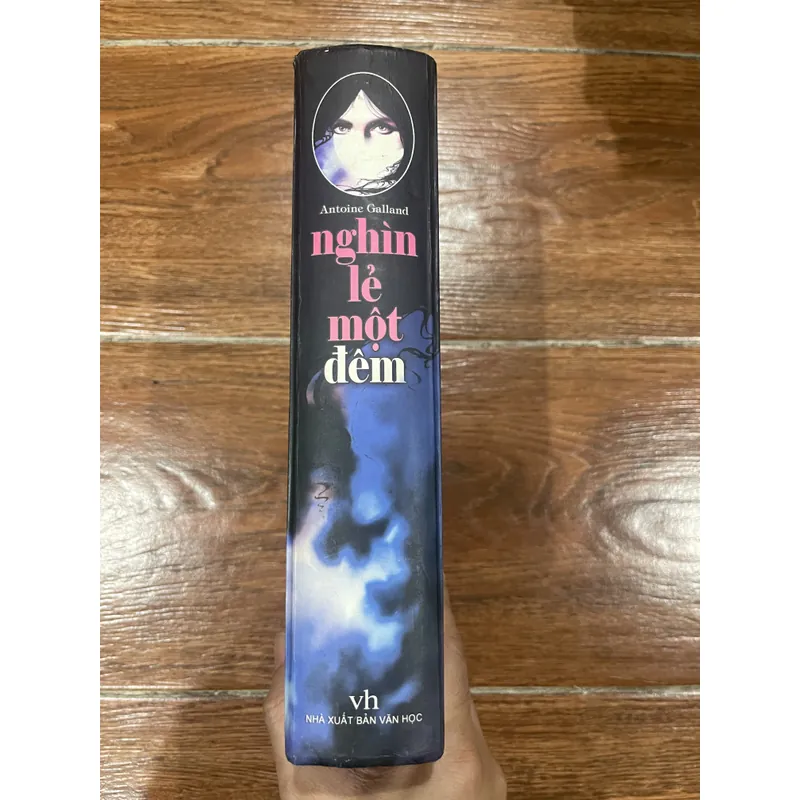 Antoine Galland
nghìn
lẻ
một
đêm
vh
NHÀ XUẤT BẢN VĂN HỌC